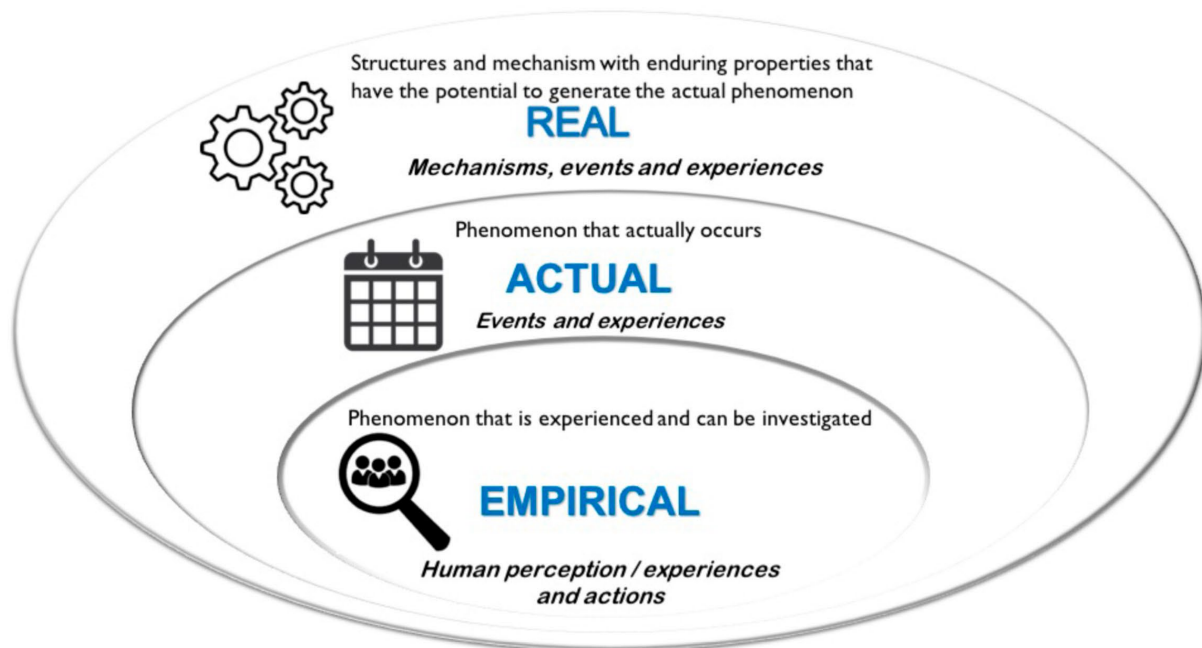 Structures and mechanism with enduring properties that
have the potential to generate the actual phenomenon
REAL
Mechanisms, events and experiences
Phenomenon that actually occurs
ACTUAL
Events and experiences
Phenomenon that is experienced and can be investigated
EMPIRICAL
Human perception / experiences
and actions